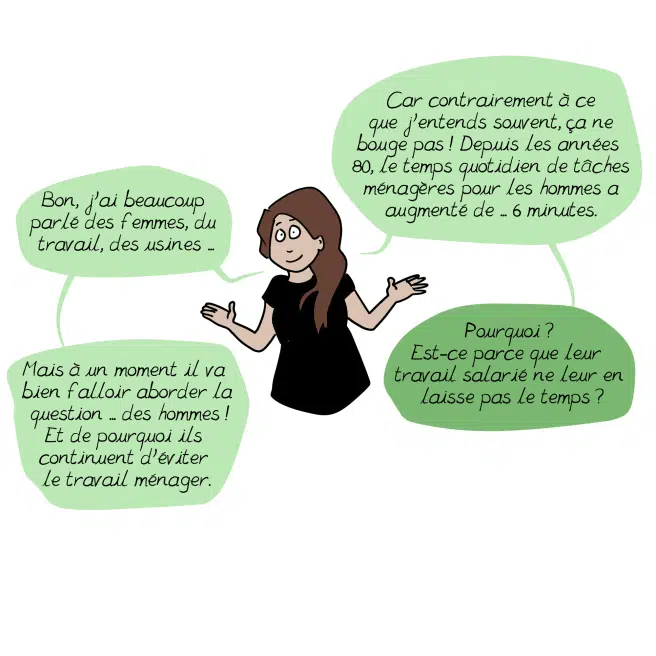 Bon, j'ai beaucoup
parlé des femmes, du
travail, des usines ...
Mais à un moment il va
bien falloir aborder la
question ... des hommes !
Et de pourquoi ils
continuent d'éviter
le travail ménager.
Car contrairement à ce
que j'entends souvent, ça ne
bouge pas ! Depuis les années
80, le temps quotidien de tâches
ménagères pour les hommes a
augmenté de ... 6 minutes.
Pourquoi ?
Est-ce parce que leur
travail salarié ne leur en
laisse pas le temps ?